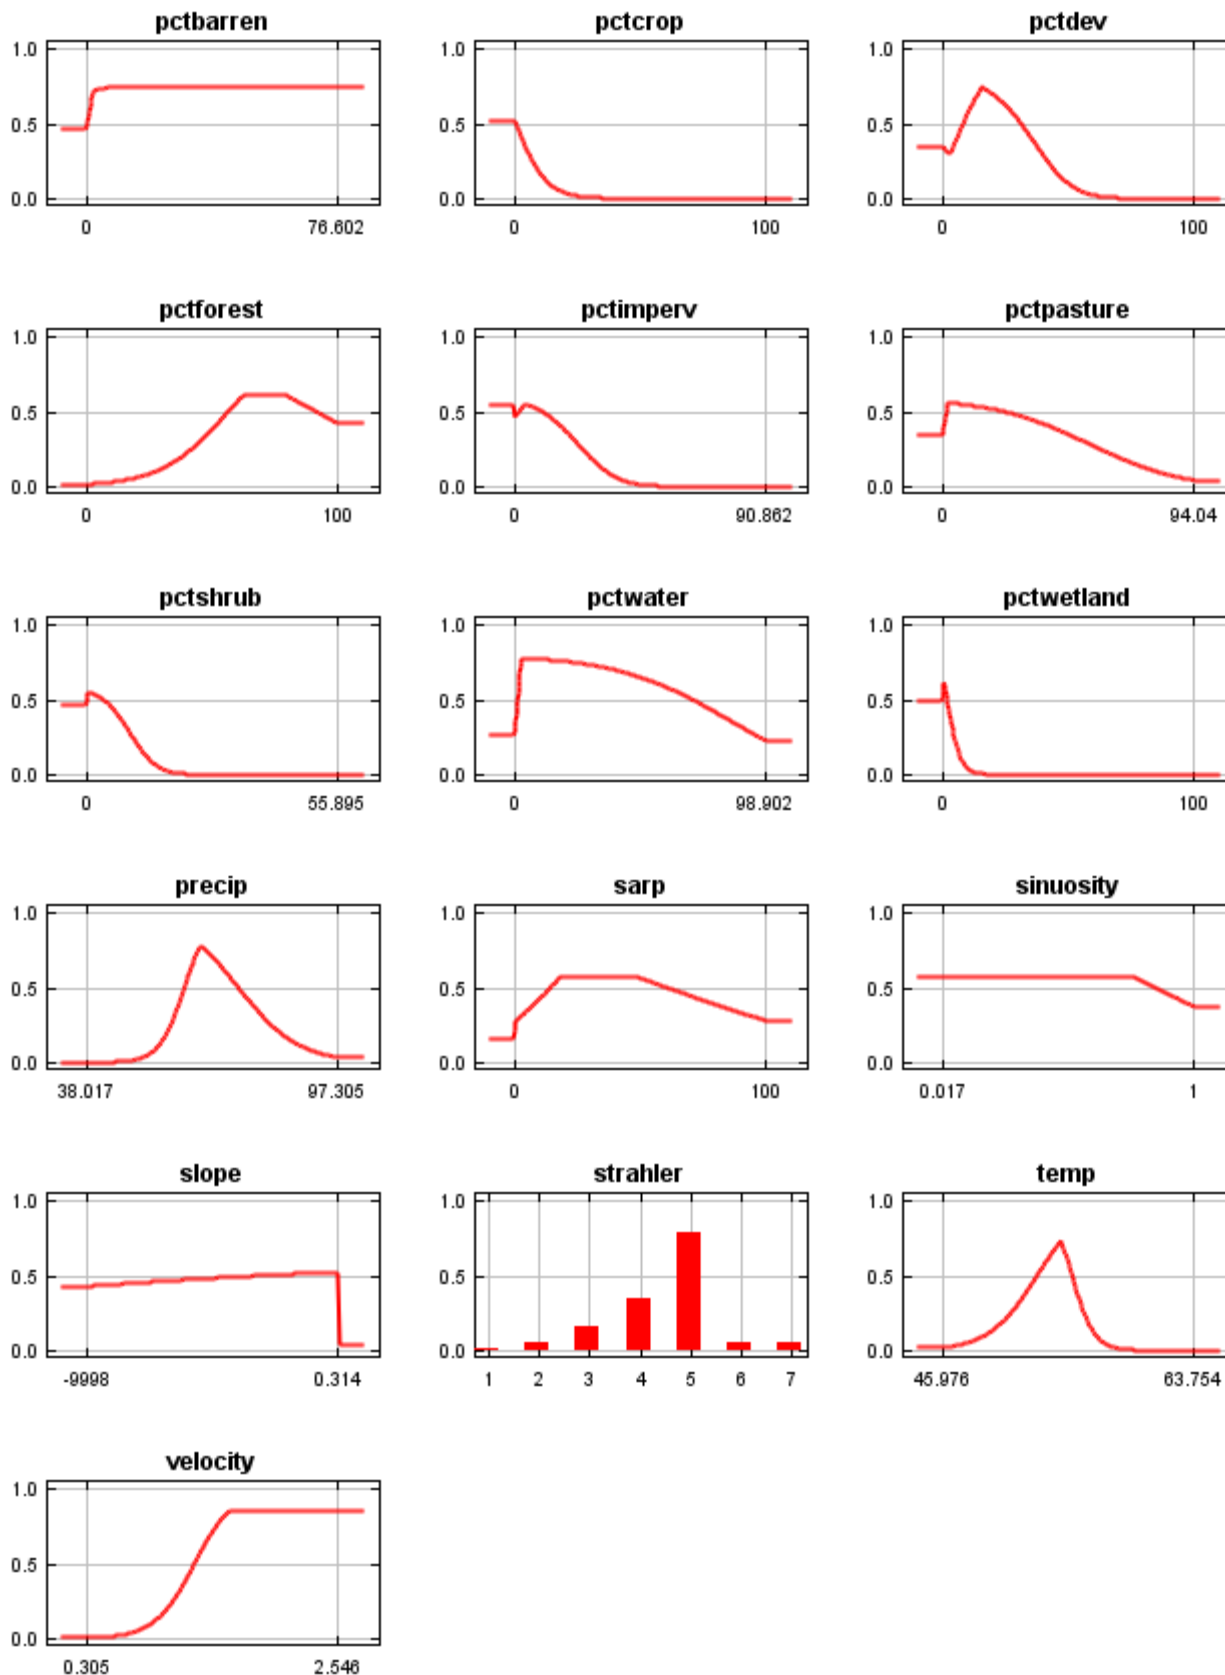 pctbarren pctcrop pctdev
1.0 1.0 1.0
0.5 0.5 0.5
0.0 0.0 0.0
0 76.602 0 100 0 100
pctforest pctimperv pctpasture
1.0 1.0 1.0
0.5 0.5 0.5
0.0 0.0 0.0
0 100 0 90.862 0 94.04
pctshrub pctwater pctwetland
1.0 1.0 1.0
0.5 0.5 0.5
0.0 0.0 0.0
0 55.895 0 98.902 0 100
precip sarp sinuosity
1.0 1.0 1.0
0.5 0.5 0.5
0.0 0.0 0.0
38.017 97.305 0 100 0.017 1
slope strahler temp
1.0 1.0 1.0
0.5 0.5 0.5
0.0 0.0 0.0
-9998 0.314 1 2 3 4 5 6 7 45.976 63.754
velocity
1.0
0.5
0.0
0.305 2.546